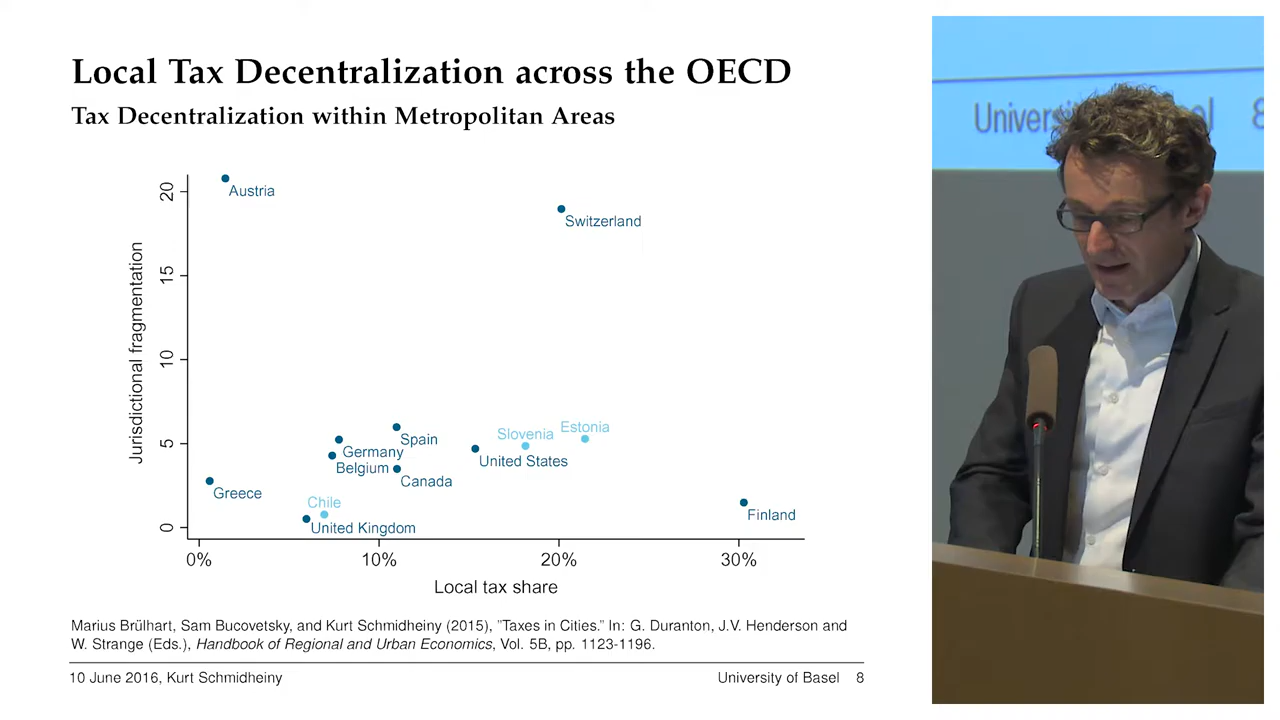 Local Tax Decentralization across the OECD
Tax Decentralization within Metropolitan Areas
Jurisdictional fragmentation
20
15
10
5
0
Austria
Switzerland
Spain
Germany
Belgium
Canada
Slovenia
Estonia
United States
Greece
Chile
United Kingdom
Finland
0%
10%
20%
30%
Local tax share
Marius Brülhart, Sam Bucovetsky, and Kurt Schmidheiny (2015), "Taxes in Cities." In: G. Duranton, J.V. Henderson and
W. Strange (Eds.), Handbook of Regional and Urban Economics, Vol. 5B, pp. 1123-1196.
10 June 2016, Kurt Schmidheiny
University of Basel 8
8